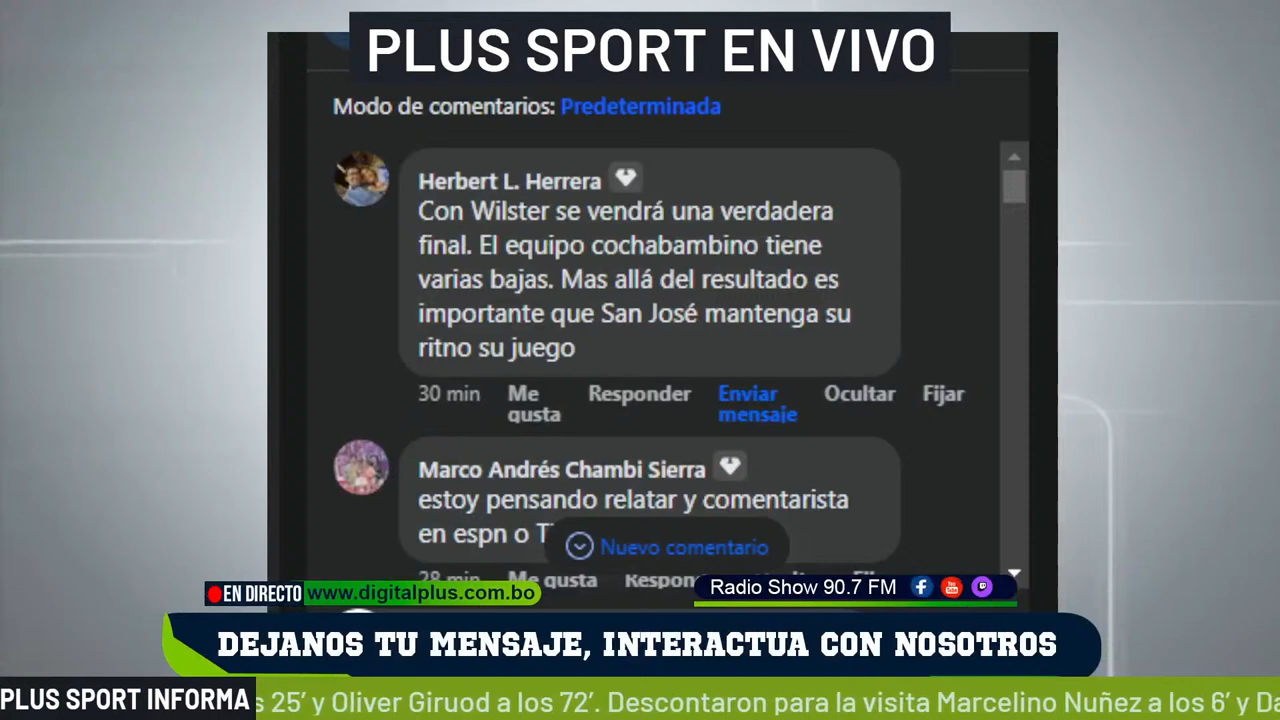 PLUS SPORT EN VIVO
Modo de comentarios: Predeterminada
Herbert L. Herrera
Con Wilster se vendrá una verdadera
final. El equipo cochabambino tiene
varias bajas. Mas allá del resultado es
importante que San José mantenga su
ritno su juego
30 min Me gusta Responder Enviar mensaje Ocultar Fijar
Marco Andrés Chambi Sierra
estoy pensando relatar y comentarista
en espn o
Nuevo comentario
28 min Me gusta
EN DIRECTO www.digitalplus.com.bo
Radio Show 90.7 FM
DEJANOS TU MENSAJE, INTERACTUA CON NOSOTROS
PLUS SPORT INFORMA
25’ y Oliver Giruod a los 72’. Descontaron para la visita Marcelino Nuñez a los 6’ y